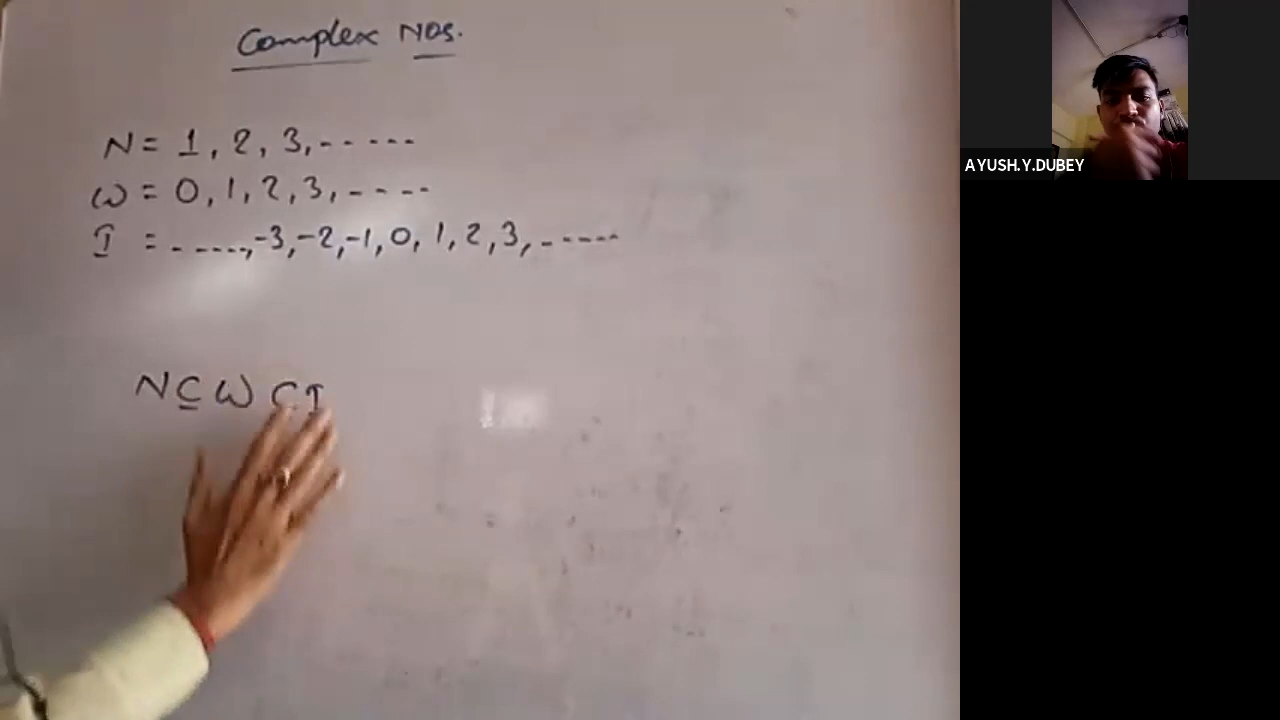 Complex Nos.
N = 1, 2, 3, - - - - -
W = 0, 1, 2, 3, - - - -
I = - - - - -, -3, -2, -1, 0, 1, 2, 3, - - - - - -
N ⊆ W ⊂ I
AYUSH.Y.DUBEY